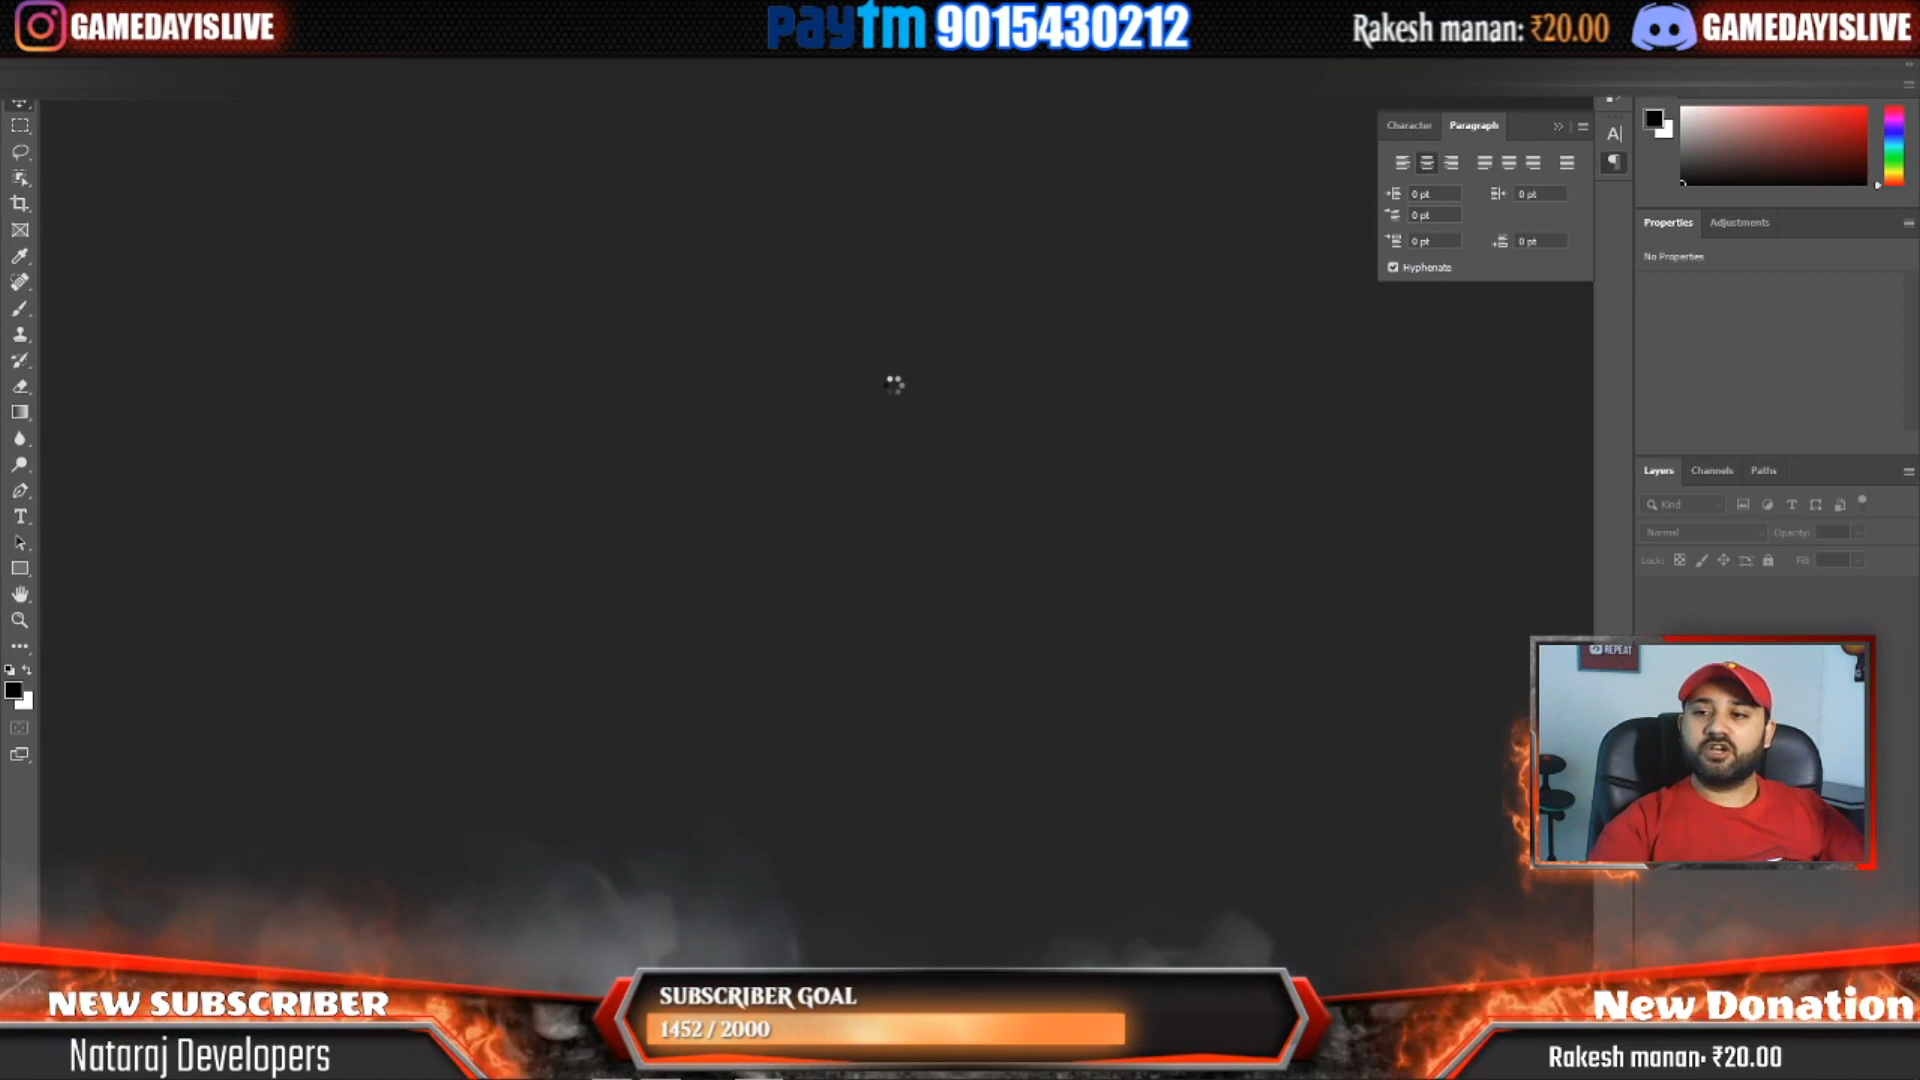 GAMEDAYISLIVE
paytm 9015430212
Rakesh manan: ₹20.00
GAMEDAYISLIVE
Character
Paragraph
0 pt
0 pt
0 pt
0 pt
0 pt
Hyphenate
Properties
Adjustments
No Properties
Layers
Channels
Paths
Kind
Normal
Opacity:
Lock:
Fill:
REPEAT
NEW SUBSCRIBER
Nataraj Developers
SUBSCRIBER GOAL
1452 / 2000
New Donation
Rakesh manan: ₹20.00